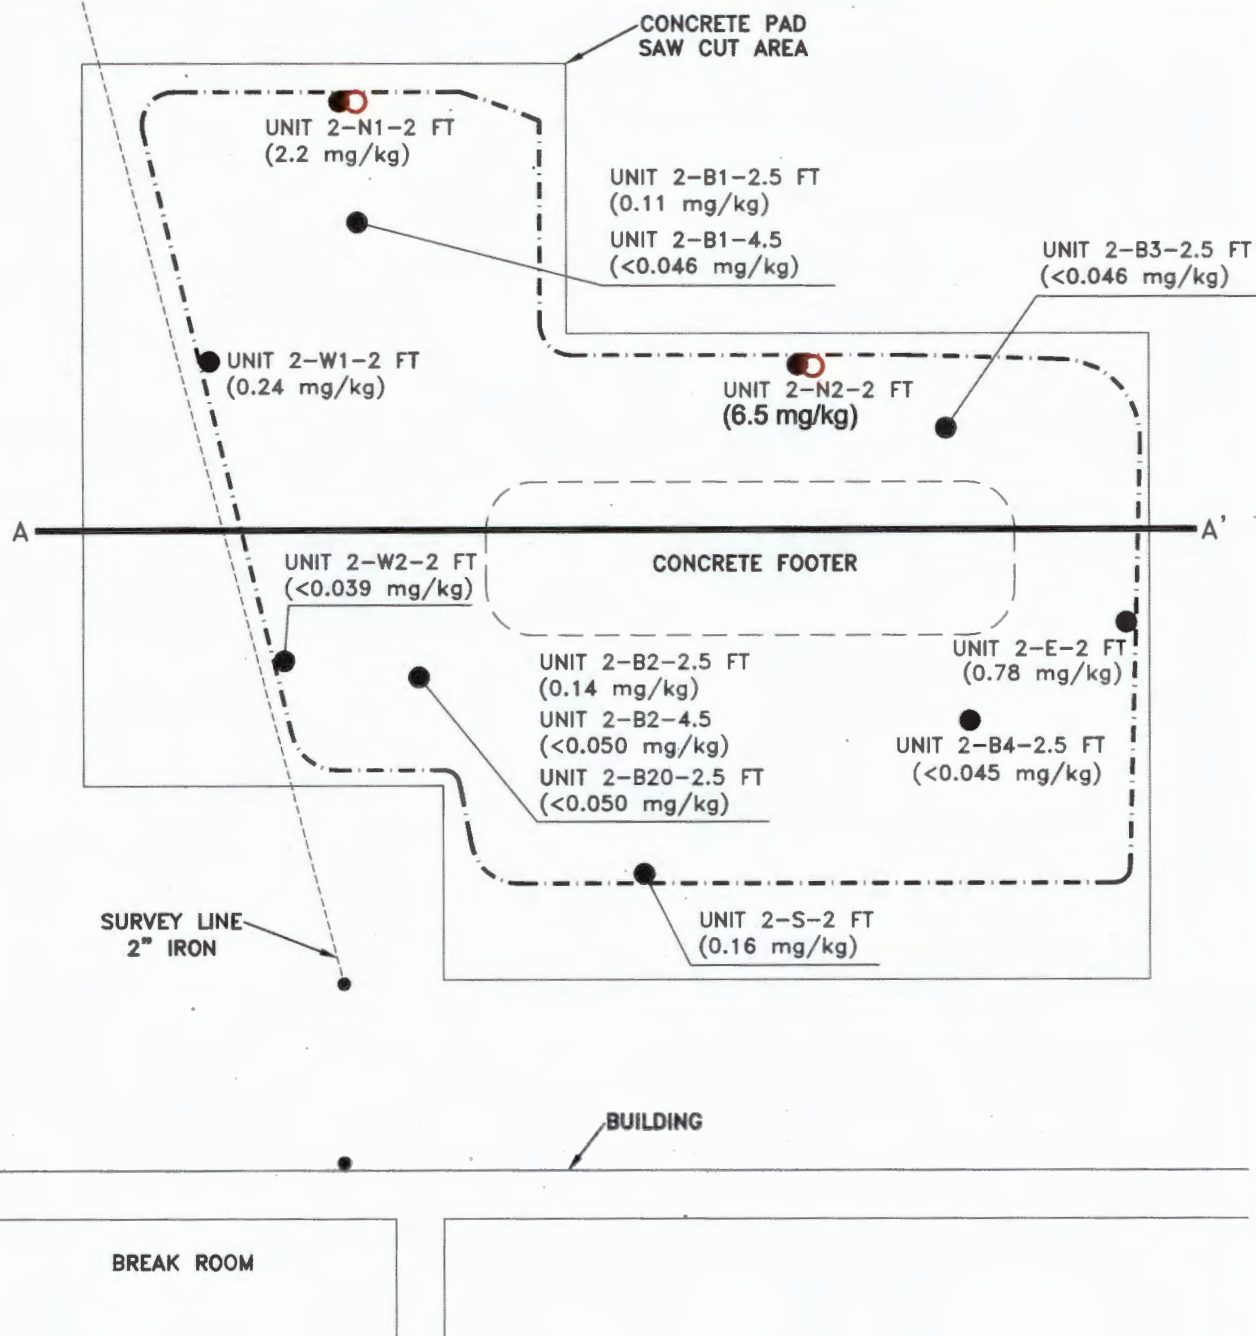 CONCRETE PAD
SAW CUT AREA
UNIT 2-N1-2 FT
(2.2 mg/kg)
UNIT 2-B1-2.5 FT
(0.11 mg/kg)
UNIT 2-B1-4.5
(<0.046 mg/kg)
UNIT 2-B3-2.5 FT
(<0.046 mg/kg)
UNIT 2-W1-2 FT
(0.24 mg/kg)
UNIT 2-N2-2 FT
(6.5 mg/kg)
A
A'
UNIT 2-W2-2 FT
(<0.039 mg/kg)
CONCRETE FOOTER
UNIT 2-B2-2.5 FT
(0.14 mg/kg)
UNIT 2-B2-4.5
(<0.050 mg/kg)
UNIT 2-B20-2.5 FT
(<0.050 mg/kg)
UNIT 2-E-2 FT
(0.78 mg/kg)
UNIT 2-B4-2.5 FT
(<0.045 mg/kg)
SURVEY LINE
2" IRON
UNIT 2-S-2 FT
(0.16 mg/kg)
BUILDING
BREAK ROOM